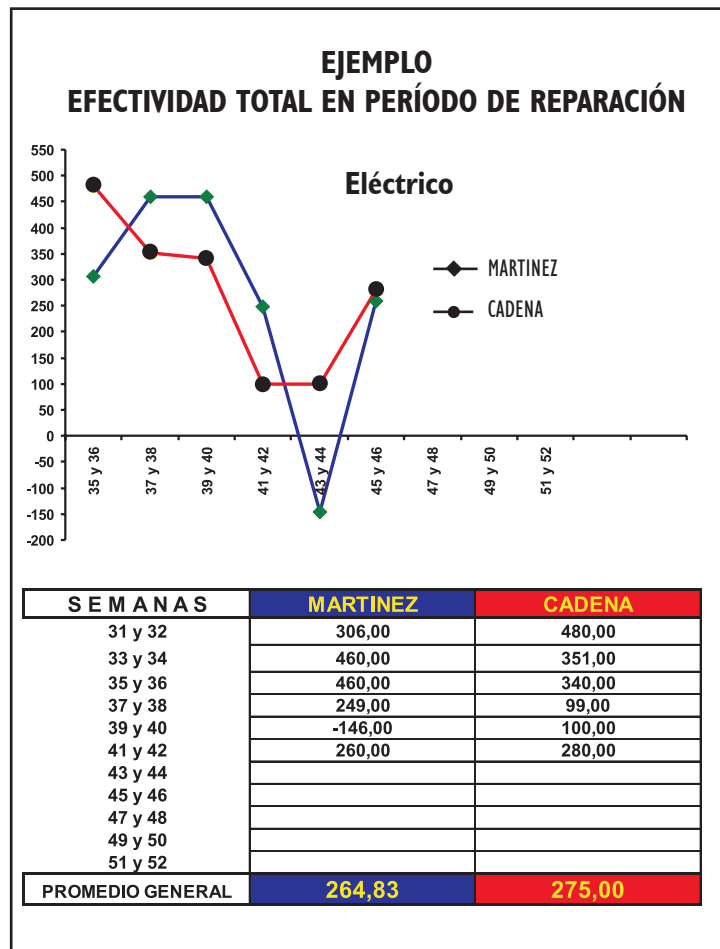 EJEMPLO
EFECTIVIDAD TOTAL EN PERÍODO DE REPARACIÓN
Eléctrico
550
500
450
400
350
300
250
200
150
100
50
0
-50
-100
-150
-200
35 y 36
37 y 38
39 y 40
41 y 42
43 y 44
45 y 46
47 y 48
49 y 50
51 y 52
MARTINEZ
CADENA
SEMANAS MARTINEZ CADENA
31 y 32 306,00 480,00
33 y 34 460,00 351,00
35 y 36 460,00 340,00
37 y 38 249,00 99,00
39 y 40 -146,00 100,00
41 y 42 260,00 280,00
43 y 44
45 y 46
47 y 48
49 y 50
51 y 52
PROMEDIO GENERAL 264,83 275,00